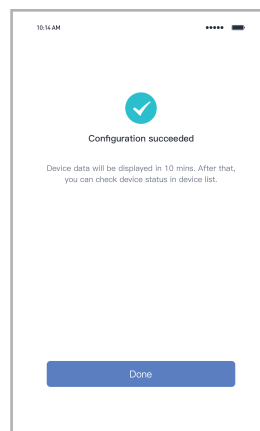 10:14 AM
Configuration succeeded
Device data will be displayed in 10 mins. After that,
you can check device status in device list.
Done